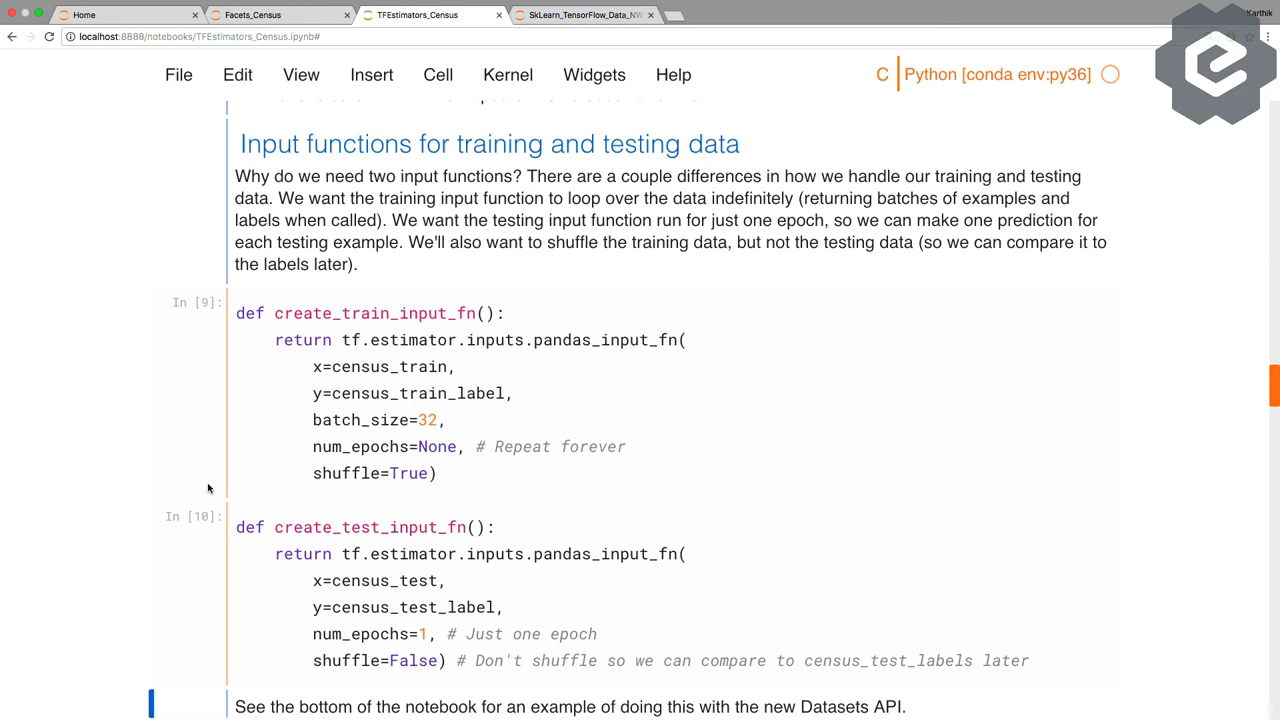 Home
Facets_Census
TFEstimators_Census
SkLearn_TensorFlow_Data_NW
Karthik
localhost:8888/notebooks/TFEstimators_Census.ipynb#
File Edit View Insert Cell Kernel Widgets Help
C Python [conda env:py36]
Input functions for training and testing data
Why do we need two input functions? There are a couple differences in how we handle our training and testing
data. We want the training input function to loop over the data indefinitely (returning batches of examples and
labels when called). We want the testing input function run for just one epoch, so we can make one prediction for
each testing example. We'll also want to shuffle the training data, but not the testing data (so we can compare it to
the labels later).
In [9]:
def create_train_input_fn():
return tf.estimator.inputs.pandas_input_fn(
x=census_train,
y=census_train_label,
batch_size=32,
num_epochs=None, # Repeat forever
shuffle=True)
In [10]:
def create_test_input_fn():
return tf.estimator.inputs.pandas_input_fn(
x=census_test,
y=census_test_label,
num_epochs=1, # Just one epoch
shuffle=False) # Don't shuffle so we can compare to census_test_labels later
See the bottom of the notebook for an example of doing this with the new Datasets API.